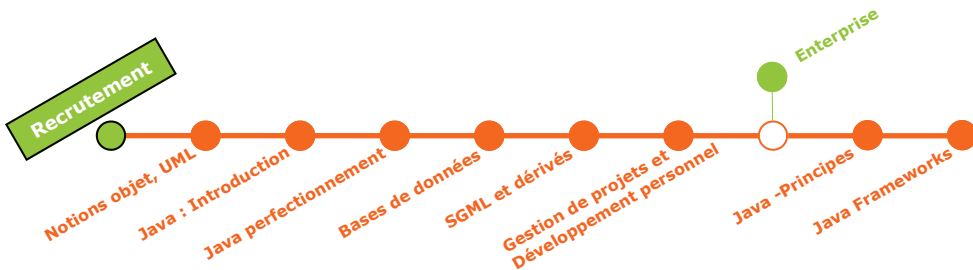 Recrutement
Notions objet, UML
Java : Introduction
Java perfectionnement
Bases de données
SGML et dérivés
Gestion de projets et
Développement personnel
Enterprise
Java -Principes
Java Frameworks